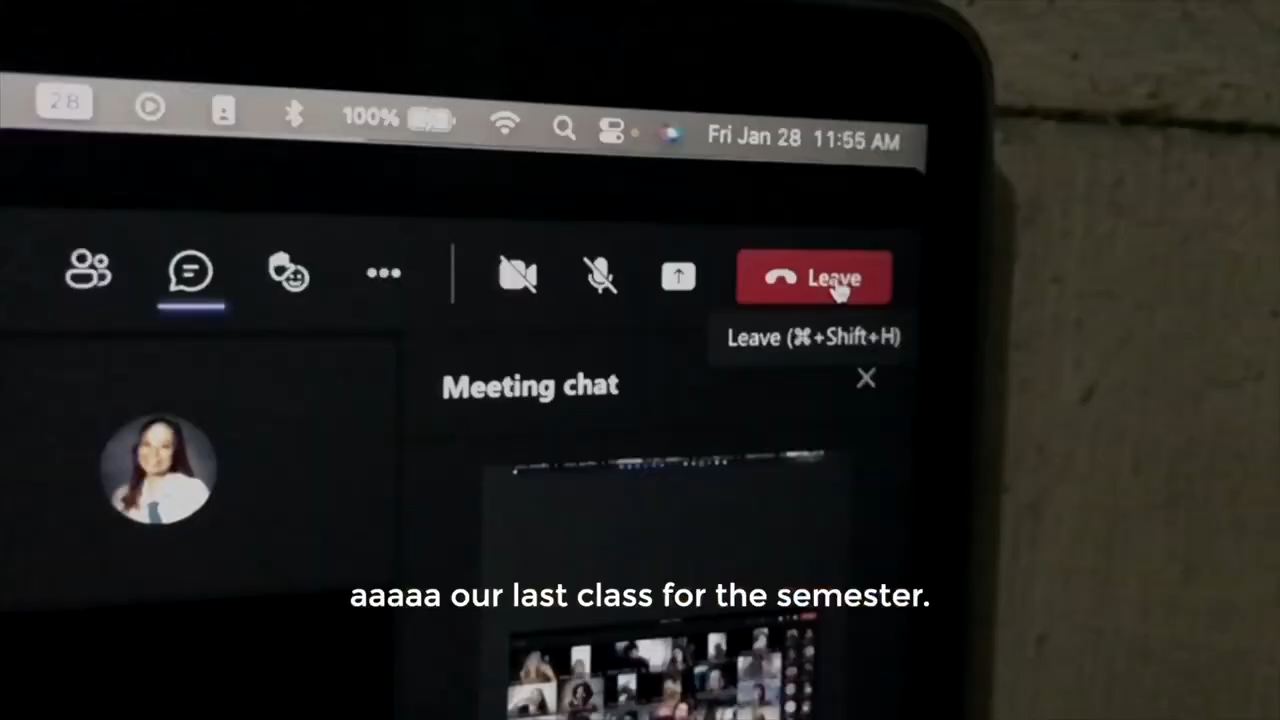 28 100% Fri Jan 28 11:55 AM
Leave
Leave (⌘+Shift+H)
Meeting chat
aaaaa our last class for the semester.